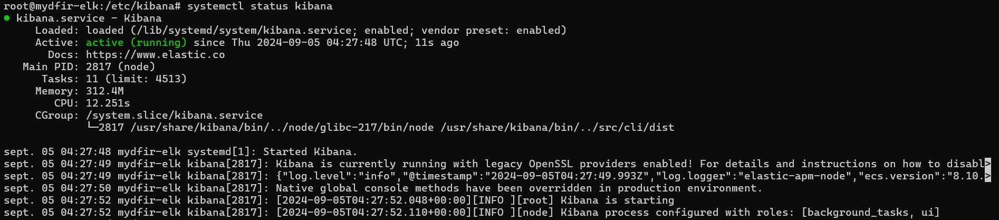 root@mydfir-elk:/etc/kibana# systemctl status kibana
● kibana.service - Kibana
     Loaded: loaded (/lib/systemd/system/kibana.service; enabled; vendor preset: enabled)
     Active: active (running) since Thu 2024-09-05 04:27:48 UTC; 11s ago
       Docs: https://www.elastic.co
   Main PID: 2817 (node)
      Tasks: 11 (limit: 4513)
     Memory: 312.4M
        CPU: 12.251s
     CGroup: /system.slice/kibana.service
             └─2817 /usr/share/kibana/bin/../node/glibc-217/bin/node /usr/share/kibana/bin/../src/cli/dist
sept. 05 04:27:48 mydfir-elk systemd[1]: Started Kibana.
sept. 05 04:27:49 mydfir-elk kibana[2817]: Kibana is currently running with legacy OpenSSL providers enabled! For details and instructions on how to disabl>
sept. 05 04:27:49 mydfir-elk kibana[2817]: {"log.level":"info","@timestamp":"2024-09-05T04:27:49.993Z","log.logger":"elastic-apm-node","ecs.version":"8.10.>
sept. 05 04:27:50 mydfir-elk kibana[2817]: Native global console methods have been overridden in production environment.
sept. 05 04:27:52 mydfir-elk kibana[2817]: [2024-09-05T04:27:52.048+00:00][INFO ][root] Kibana is starting
sept. 05 04:27:52 mydfir-elk kibana[2817]: [2024-09-05T04:27:52.110+00:00][INFO ][node] Kibana process configured with roles: [background_tasks, ui]